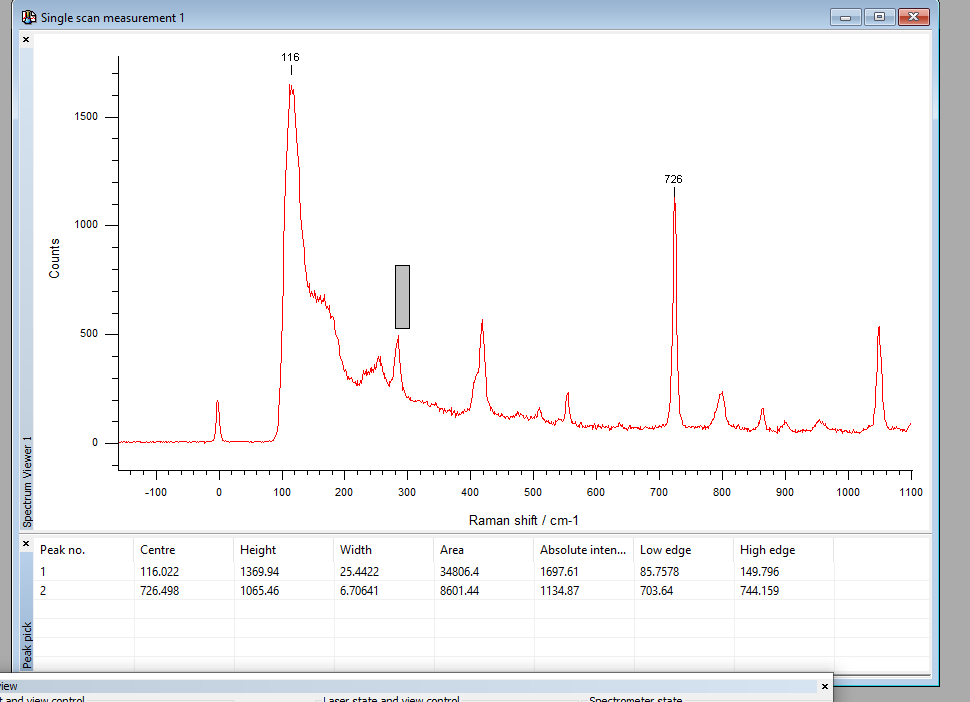 Single scan measurement 1
116
726
1500
1000
500
0
Counts
-100 0 100 200 300 400 500 600 700 800 900 1000 1100
Raman shift / cm-1
Spectrum Viewer 1
Peak no. Centre Height Width Area Absolute inten... Low edge High edge
1 116.022 1369.94 25.4422 34806.4 1697.61 85.7578 149.796
2 726.498 1065.46 6.70641 8601.44 1134.87 703.64 744.159
Peak pick
view
t and view control Laser state and view control Spectrometer state